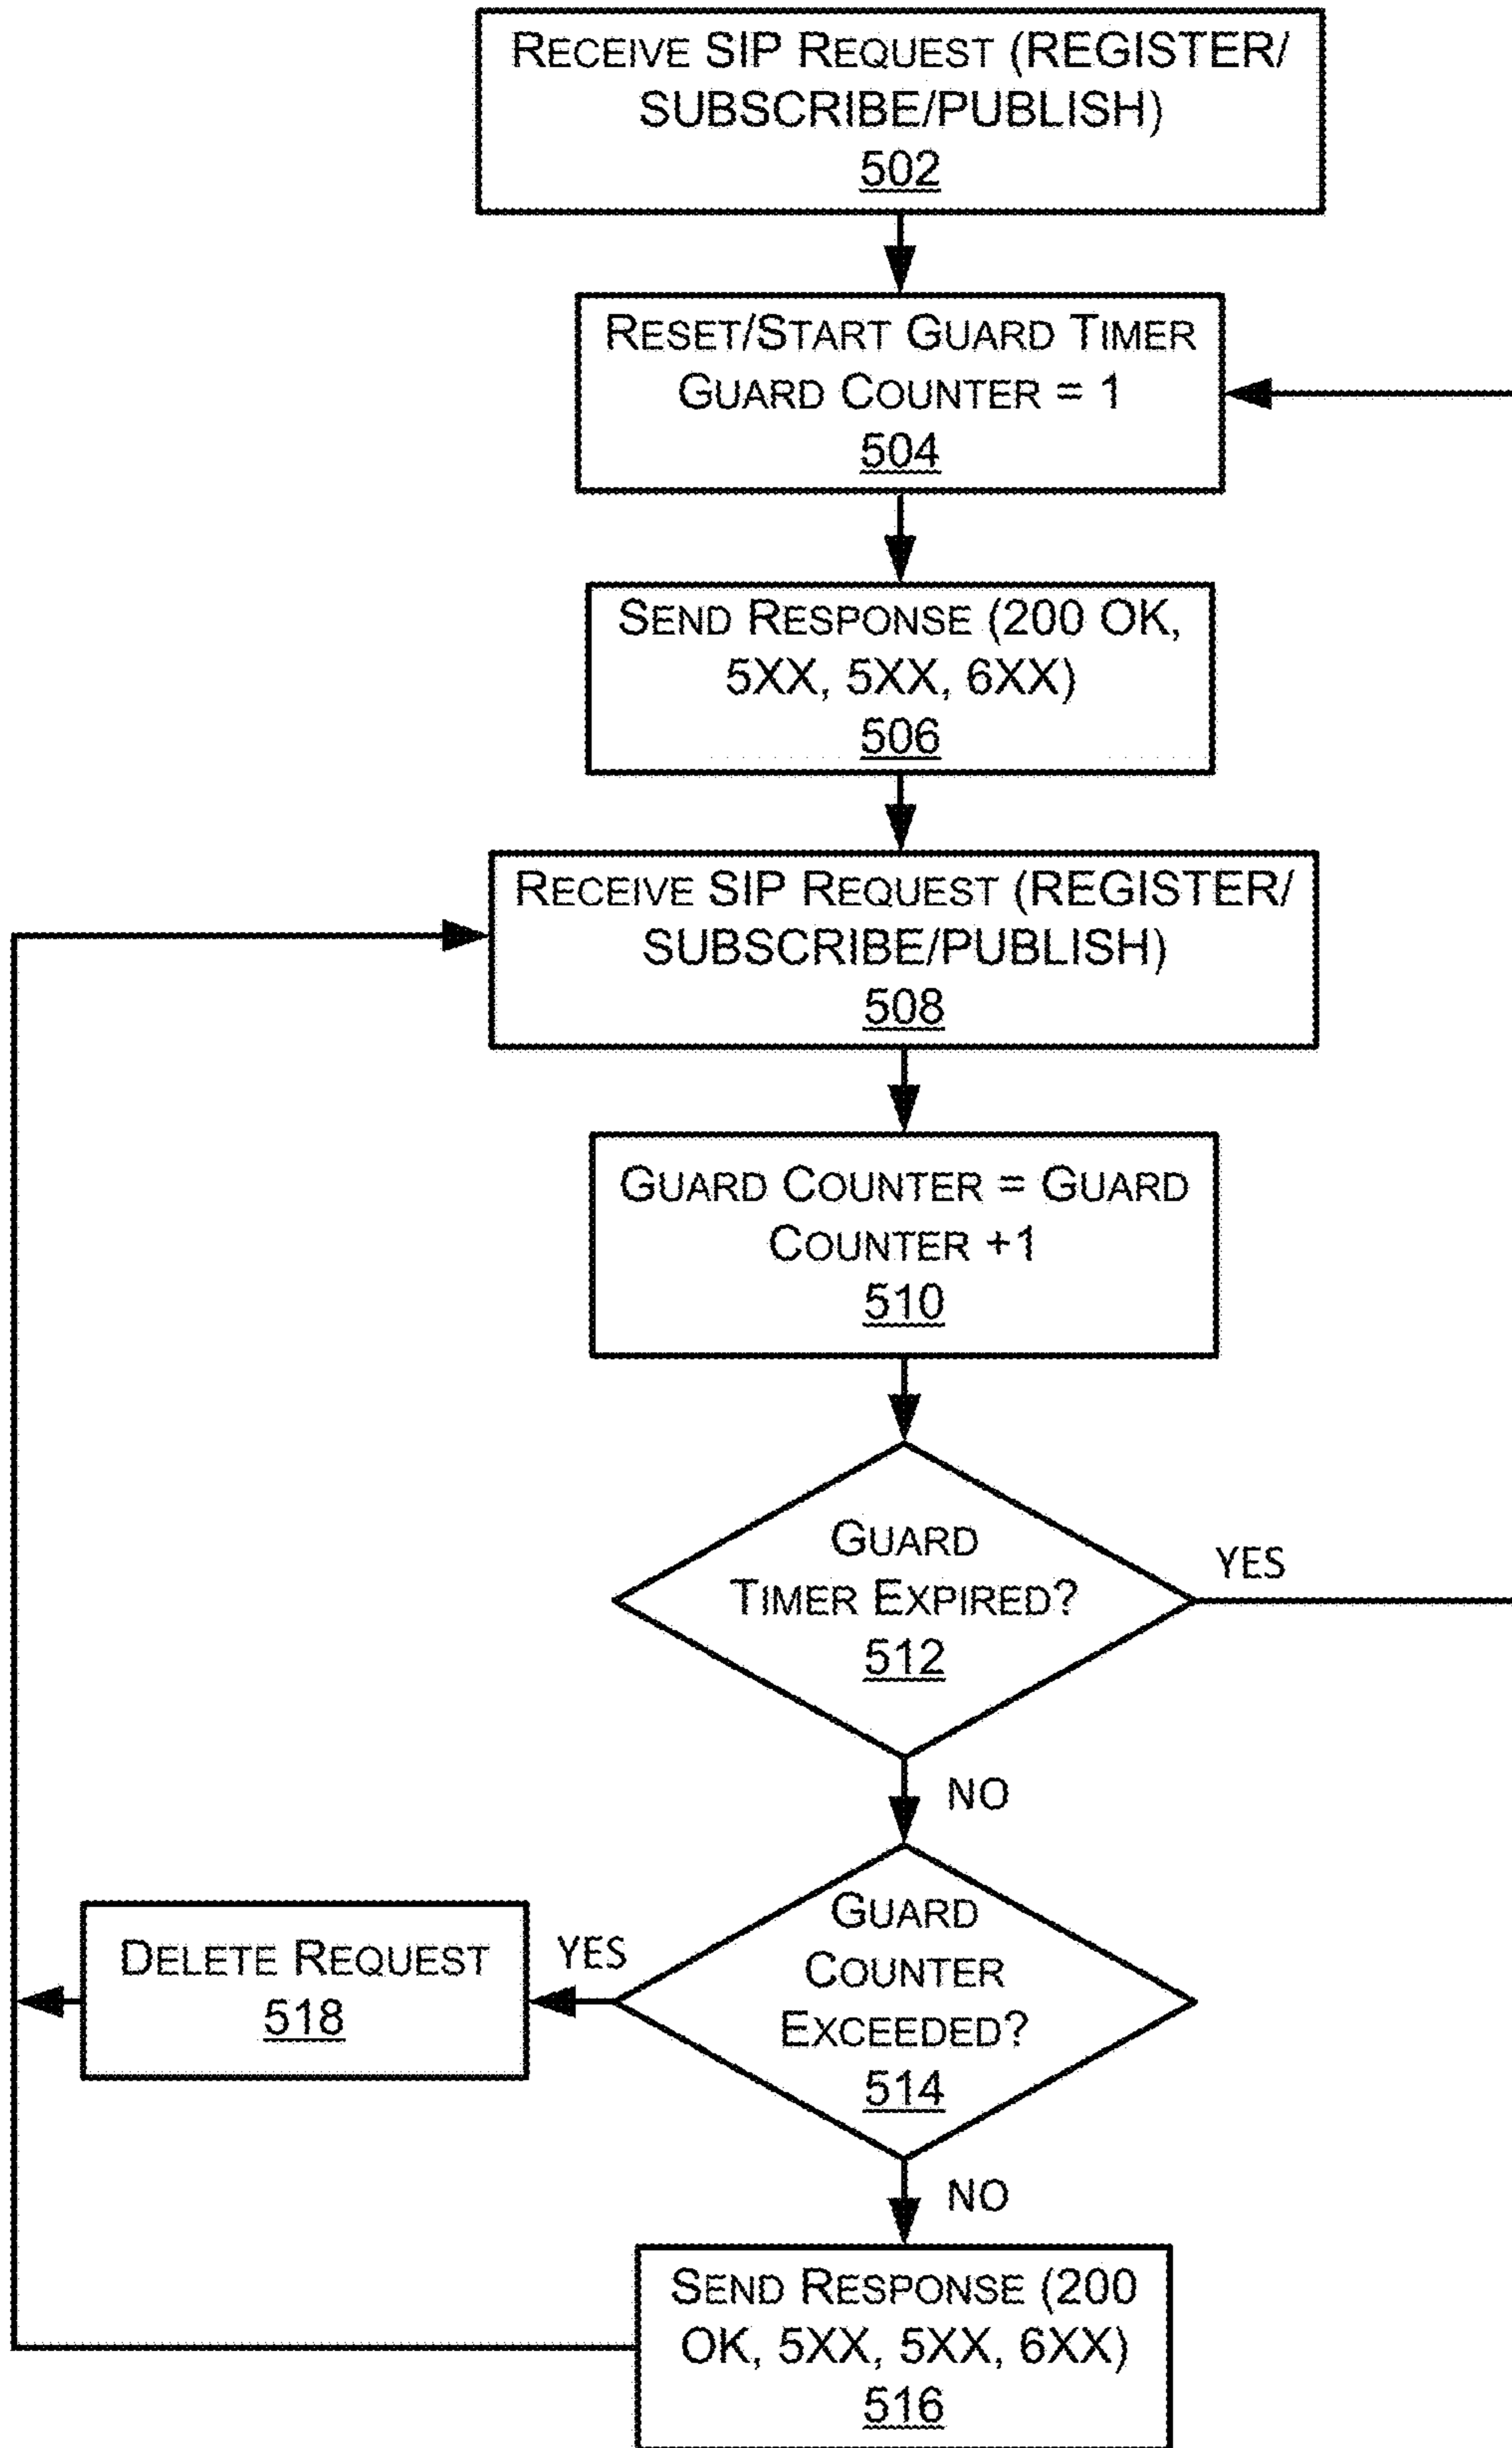 RECEIVE SIP REQUEST (REGISTER/
SUBSCRIBE/PUBLISH)
502
RESET/START GUARD TIMER
GUARD COUNTER = 1
504
SEND RESPONSE (200 OK,
5XX, 5XX, 6XX)
506
RECEIVE SIP REQUEST (REGISTER/
SUBSCRIBE/PUBLISH)
508
GUARD COUNTER = GUARD
COUNTER +1
510
GUARD
TIMER EXPIRED?
512
YES
NO
GUARD
COUNTER
EXCEEDED?
514
YES
DELETE REQUEST
518
NO
SEND RESPONSE (200
OK, 5XX, 5XX, 6XX)
516